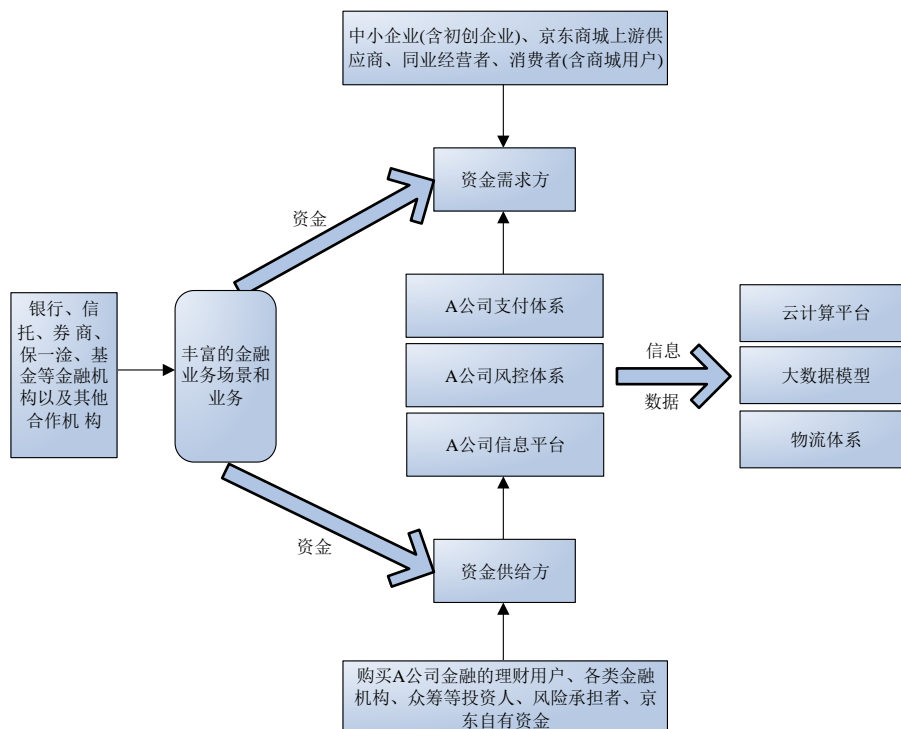 中小企业(含初创企业)、京东商城上游供
应商、同业经营者、消费者(含商城用户)
资金需求方
资金
银行、信
托、券 商、
保一淦、基
金等金融机
构以及其他
合作机 构
丰富的金融
业务场景和
业务
A公司支付体系
A公司风控体系
A公司信息平台
信息
数据
云计算平台
大数据模型
物流体系
资金
资金供给方
购买A公司金融的理财用户、各类金融
机构、众筹等投资人、风险承担者、京
东自有资金